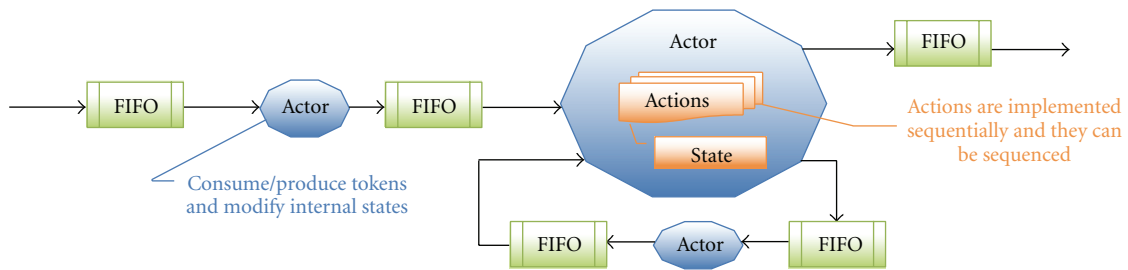 Actor
FIFO
FIFO
Actor
FIFO
Actions
Actions are implemented
sequentially and they can
be sequenced
State
Consume/produce tokens
and modify internal states
FIFO
Actor
FIFO